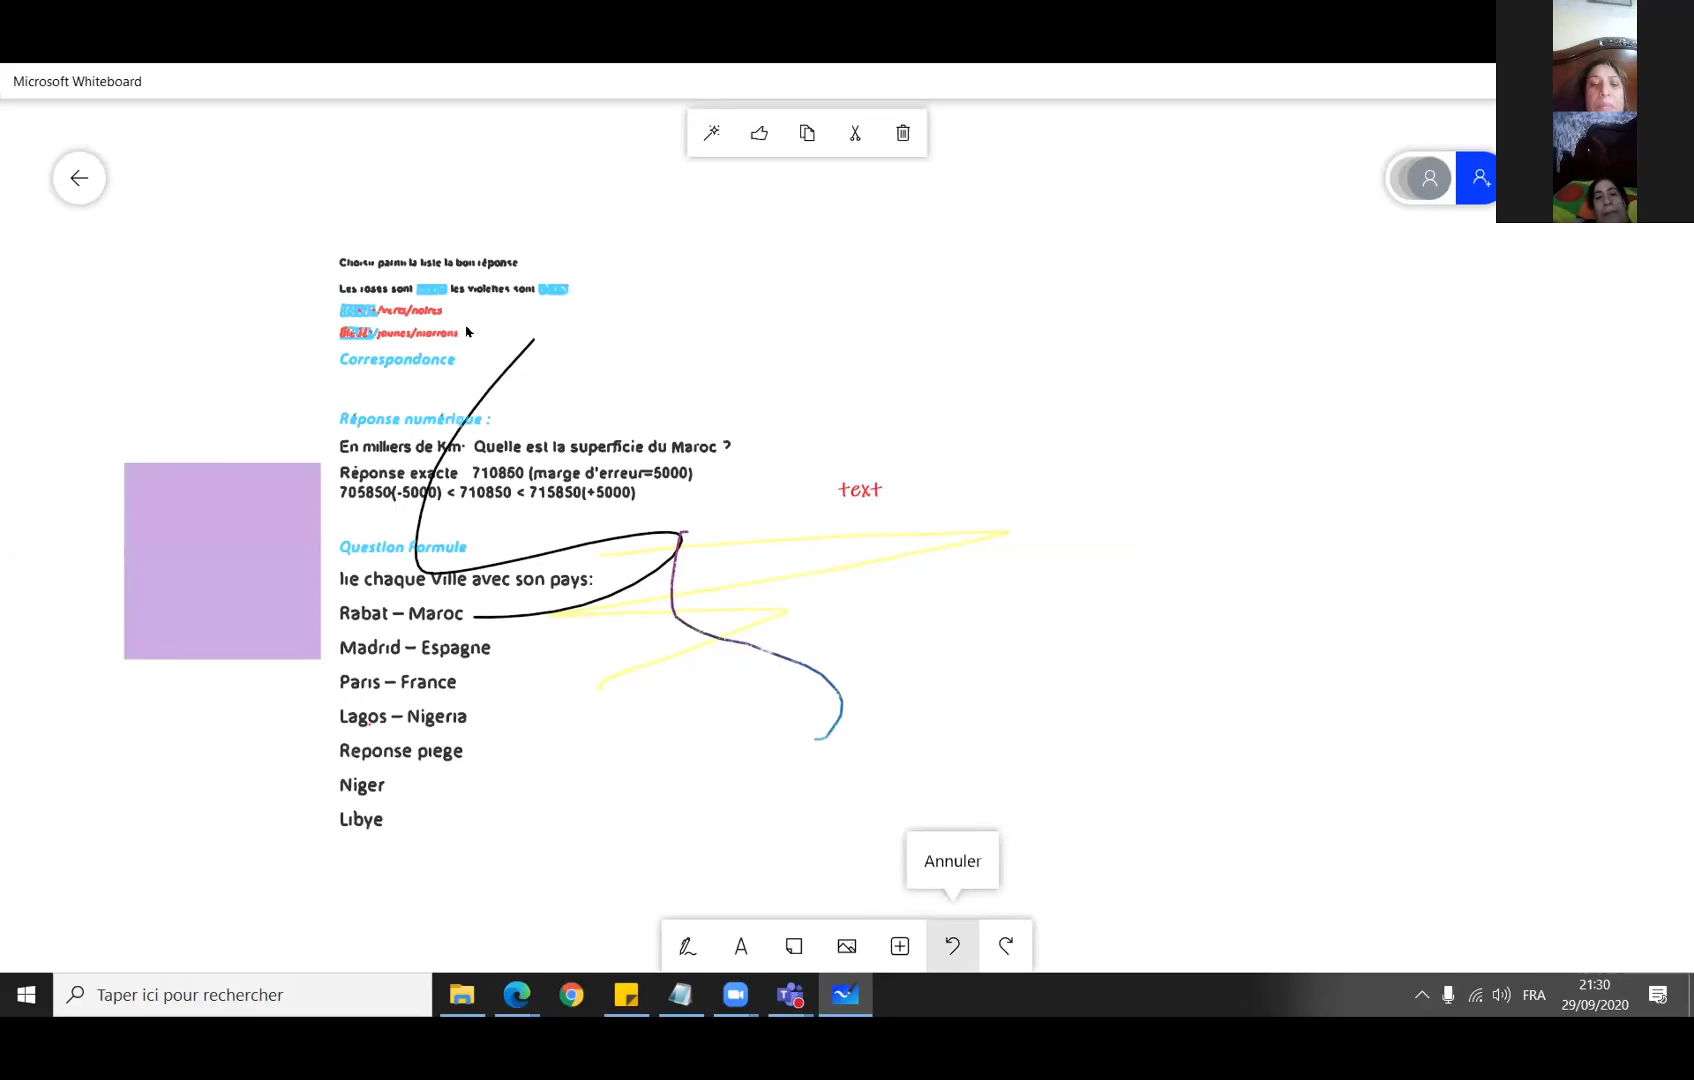 Microsoft Whiteboard
Choisir parmi la liste la bon réponse
Les roses sont les violettes sont
/verts/noires
/jaunes/marrons
Correspondance
Réponse numérique :
En milliers de Km² Quelle est la superficie du Maroc ?
Réponse exacte 710850 (marge d'erreur=5000)
705850(-5000) < 710850 < 715850(+5000)
text
Question formule
lie chaque ville avec son pays:
Rabat – Maroc
Madrid – Espagne
Paris – France
Lagos – Nigeria
Reponse piege
Niger
Libye
Annuler
Taper ici pour rechercher
FRA
21:30
29/09/2020